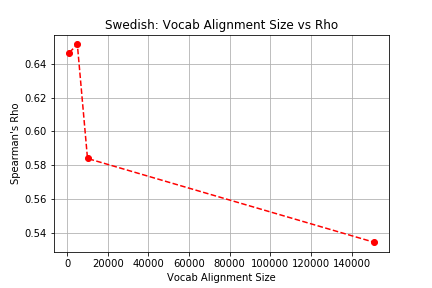 Swedish: Vocab Alignment Size vs Rho
Spearman's Rho
0.64
0.62
0.60
0.58
0.56
0.54
0 20000 40000 60000 80000 100000 120000 140000
Vocab Alignment Size